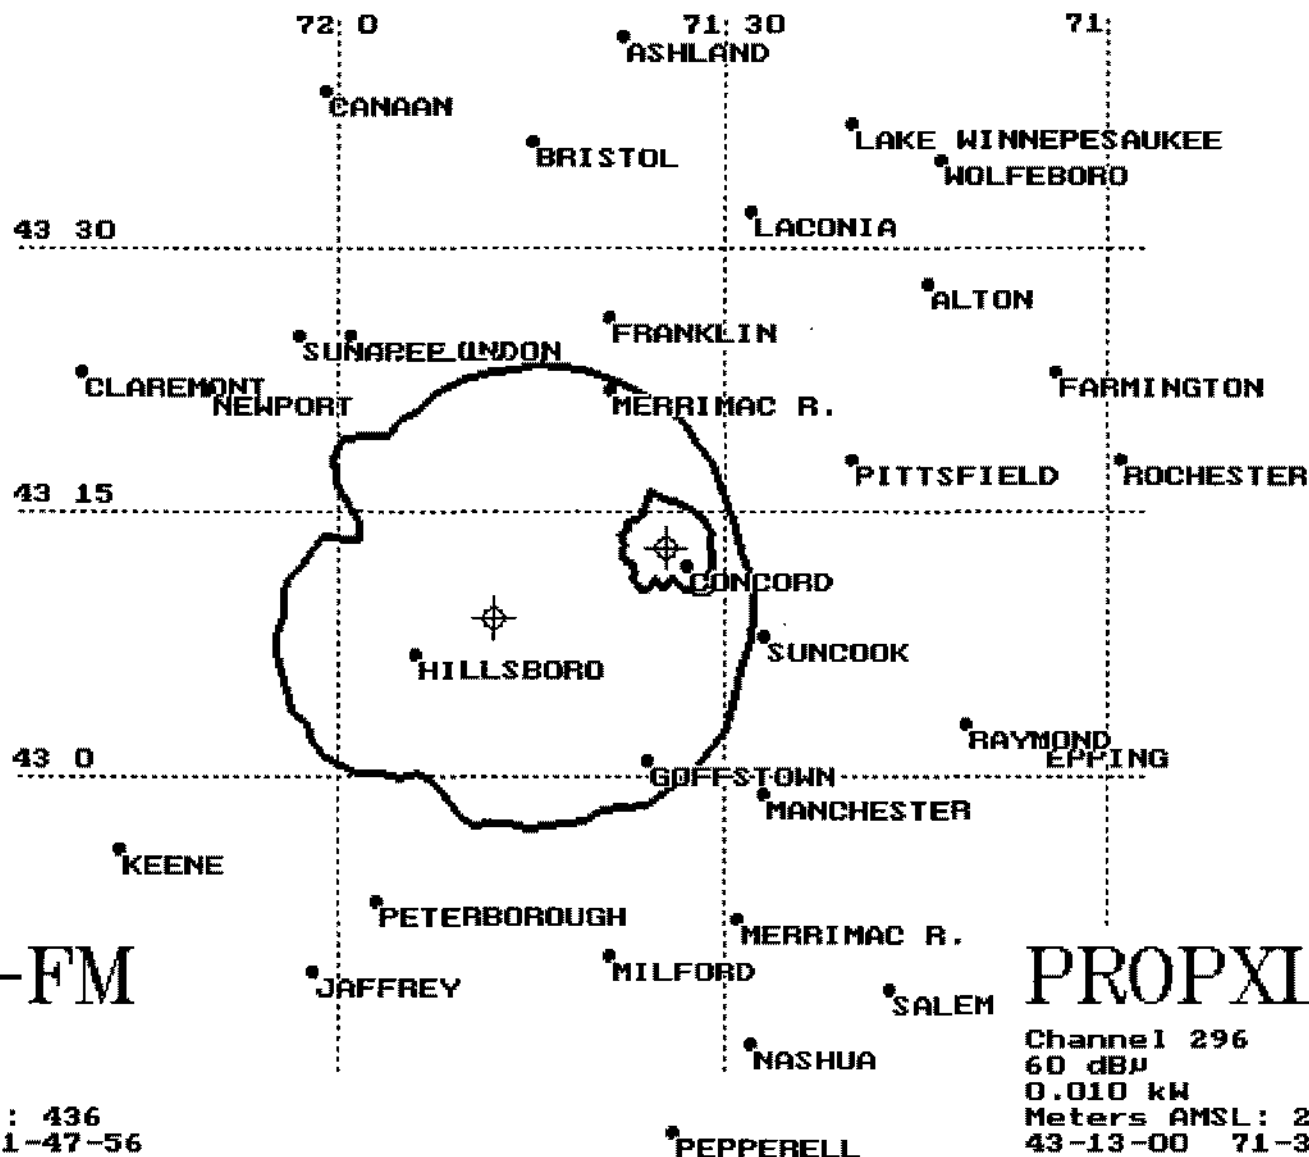 72 0
71 30
71
ASHLAND
CANAAN
LAKE WINNEPESAUKEE
BRISTOL
WOLFEBORO
43 30
LACONIA
ALTON
FRANKLIN
SUNAPEE
CLAREMONT
FARMINGTON
NEWPORT
MERRIMAC R.
PITTSFIELD
ROCHESTER
43 15
CONCORD
SUNCOOK
HILLSBORO
RAYMOND
43 0
EPPING
GOFFSTOWN
MANCHESTER
KEENE
PETERBOROUGH
MERRIMAC R.
-FM
MILFORD
PROPXL
JAFFREY
SALEM
Channel 296
NASHUA
60 dBµ
0.010 kW
: 436
Meters AMSL: 2
1-47-56
43-13-00 71-3
PEPPERELL